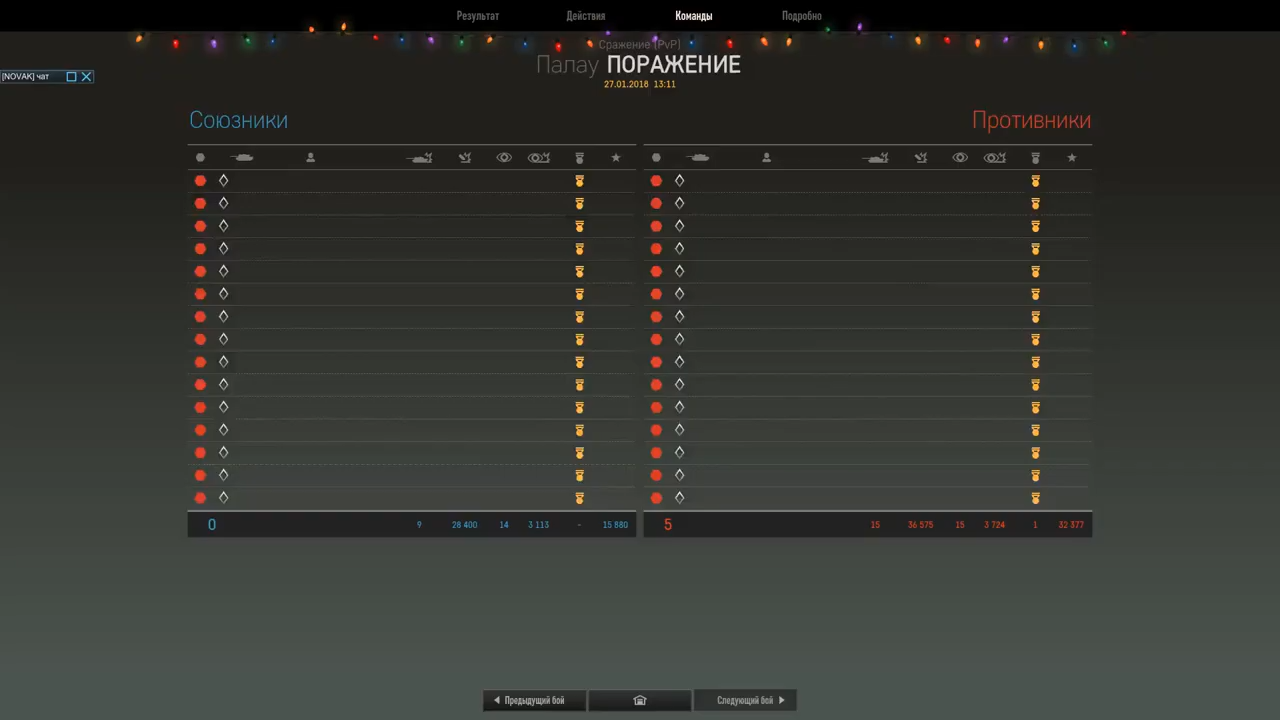 Результат Действия Команды Подробно
Сражение [PvP]
Палау ПОРАЖЕНИЕ
[NOVAK] чат
27.01.2018 13:11
Союзники Противники
0 9 28 400 14 3 113 - 15 880 5 15 36 575 15 3 724 1 32 377
Предыдущий бой Следующий бой